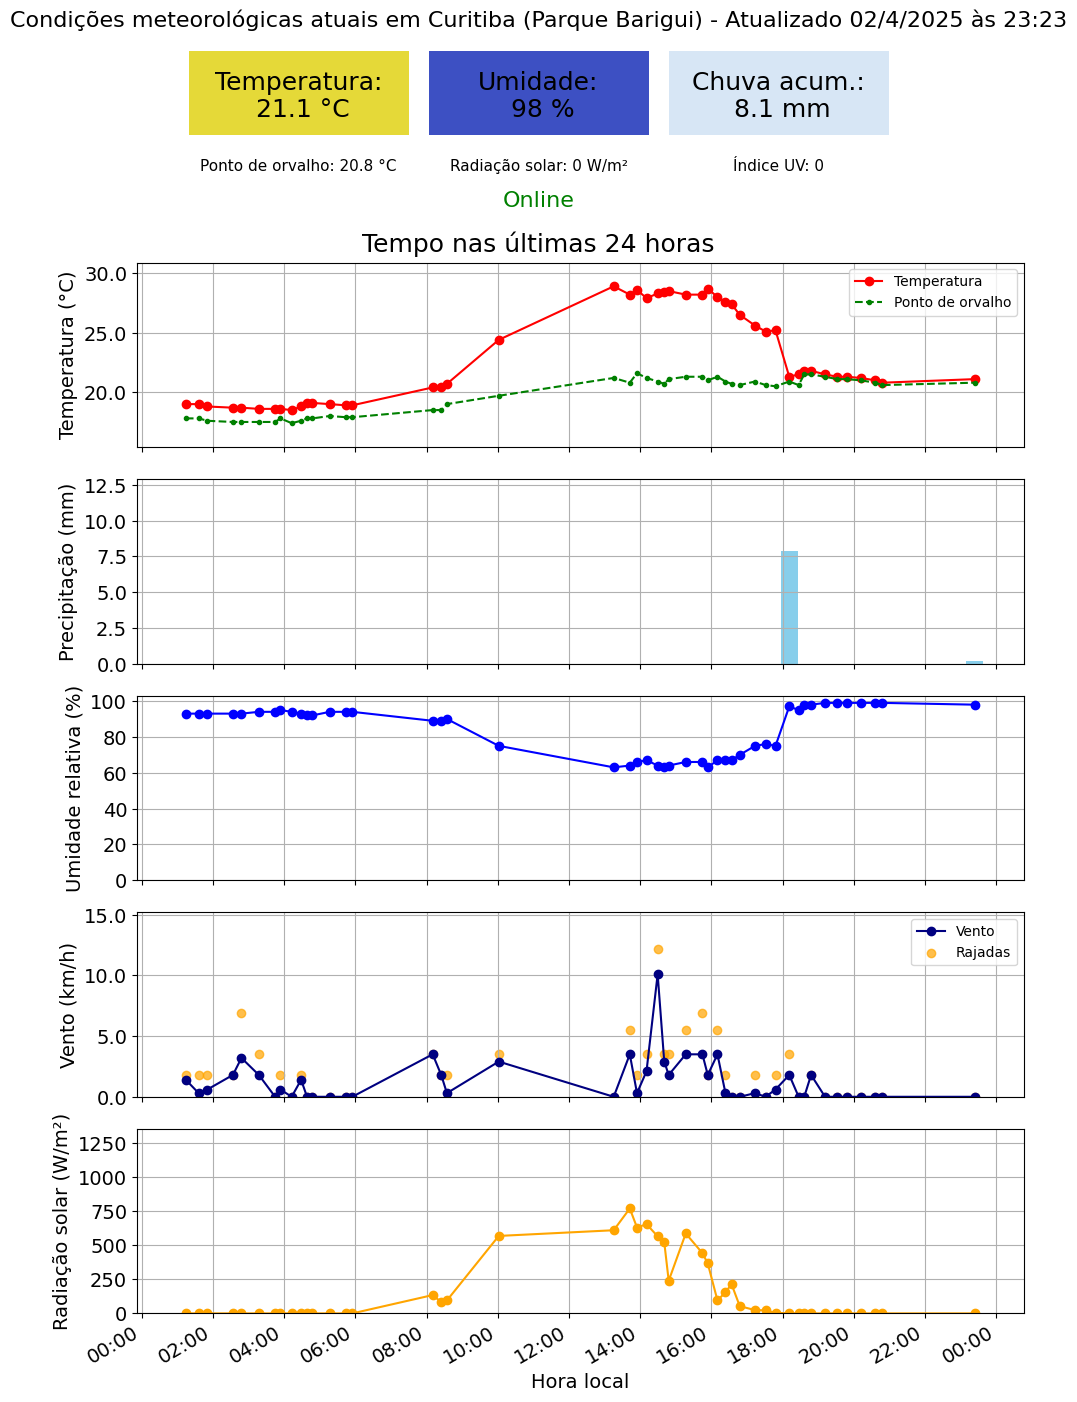 Condições meteorológicas atuais em Curitiba (Parque Barigui) - Atualizado 02/4/2025 às 23:23
Temperatura:
21.1 °C
Umidade:
98 %
Chuva acum.:
8.1 mm
Ponto de orvalho: 20.8 °C
Radiação solar: 0 W/m²
Índice UV: 0
Online
Tempo nas últimas 24 horas
Temperatura (°C)
30.0
25.0
20.0
Temperatura
Ponto de orvalho
Precipitação (mm)
12.5
10.0
7.5
5.0
2.5
0.0
Umidade relativa (%)
100
80
60
40
20
0
Vento (km/h)
15.0
10.0
5.0
0.0
Vento
Rajadas
Radiação solar (W/m²)
1250
1000
750
500
250
0
00:00 02:00 04:00 06:00 08:00 10:00 12:00 14:00 16:00 18:00 20:00 22:00 00:00
Hora local